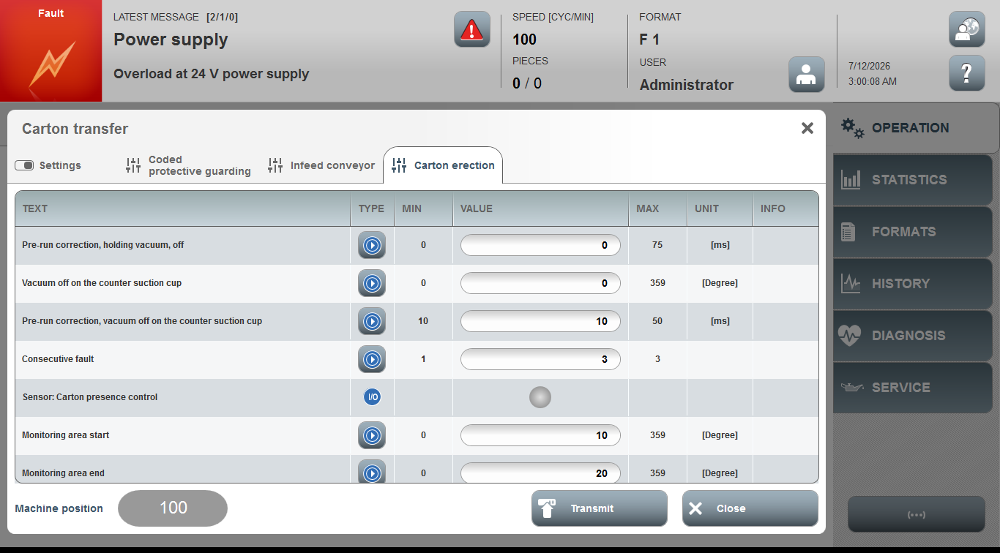 Fault
LATEST MESSAGE [2/1/0]
Power supply
Overload at 24 V power supply
SPEED [CYC/MIN]
100
PIECES
0 / 0
FORMAT
F 1
USER
Administrator
7/12/2026
3:00:08 AM
?
Carton transfer
Settings
Coded
protective guarding
Infeed conveyor
Carton erection
TEXT TYPE MIN VALUE MAX UNIT INFO
Pre-run correction, holding vacuum, off 0 0 75 [ms]
Vacuum off on the counter suction cup 0 0 359 [Degree]
Pre-run correction, vacuum off on the counter suction cup 10 10 50 [ms]
Consecutive fault 1 3 3
Sensor: Carton presence control I/O
Monitoring area start 0 10 359 [Degree]
Monitoring area end 0 20 359 [Degree]
Machine position 100
Transmit
Close
OPERATION
STATISTICS
FORMATS
HISTORY
DIAGNOSIS
SERVICE